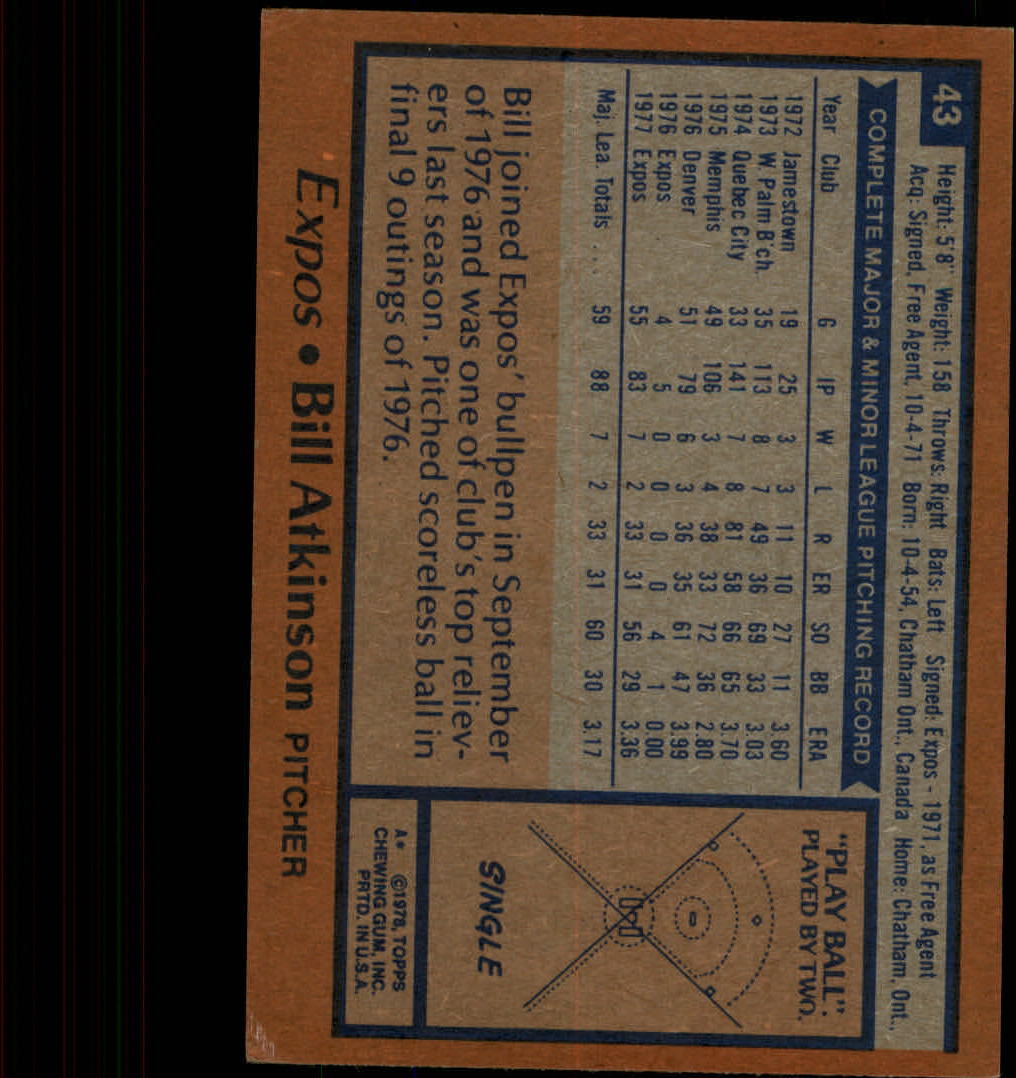 43
Height: 5'8" Weight: 158 Throws: Right Bats: Left Signed: Expos - 1971, as Free Agent
Acq: Signed, Free Agent, 10-4-71 Born: 10-4-54, Chatham Ont., Canada Home: Chatham, Ont.,
COMPLETE MAJOR & MINOR LEAGUE PITCHING RECORD
Year Club G IP W L R ER SO BB ERA
1972 Jamestown 19 25 3 3 11 10 27 11 3.60
1973 W. Palm B'ch. 35 113 8 7 49 36 69 33 3.03
1974 Quebec City 33 141 7 8 81 58 66 65 3.70
1975 Memphis 49 106 3 4 38 33 72 36 2.80
1976 Denver 51 79 6 3 36 35 61 47 3.99
1976 Expos 4 5 0 0 0 0 4 1 0.00
1977 Expos 55 83 7 2 33 31 56 29 3.36
Maj. Lea. Totals .... 59 88 7 2 33 31 60 30 3.17
Bill joined Expos' bullpen in September
of 1976 and was one of club's top reliev-
ers last season. Pitched scoreless ball in
final 9 outings of 1976.
"PLAY BALL":
PLAYED BY TWO.
SINGLE
A* ©1978, TOPPS
CHEWING GUM, INC.
PRTD. IN U.S.A.
Expos • Bill Atkinson PITCHER